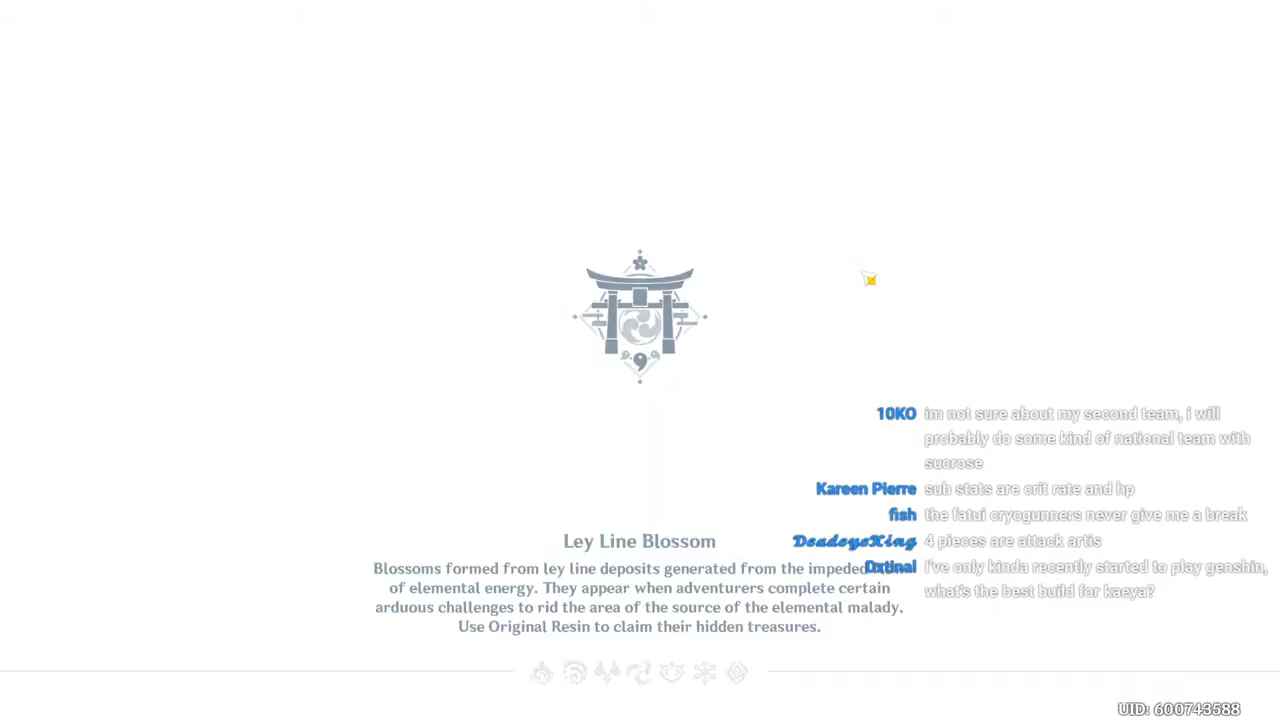 10KO im not sure about my second team, i will
probably do some kind of national team with
sucrose
Kareen Pierre sub stats are crit rate and hp
fish the fatui cryogunners never give me a break
DeadeyeKing 4 pieces are attack artis
Dxtinal I've only kinda recently started to play genshin,
what's the best build for kaeya?
Ley Line Blossom
Blossoms formed from ley line deposits generated from the impeded
of elemental energy. They appear when adventurers complete certain
arduous challenges to rid the area of the source of the elemental malady.
Use Original Resin to claim their hidden treasures.
UID: 600743588